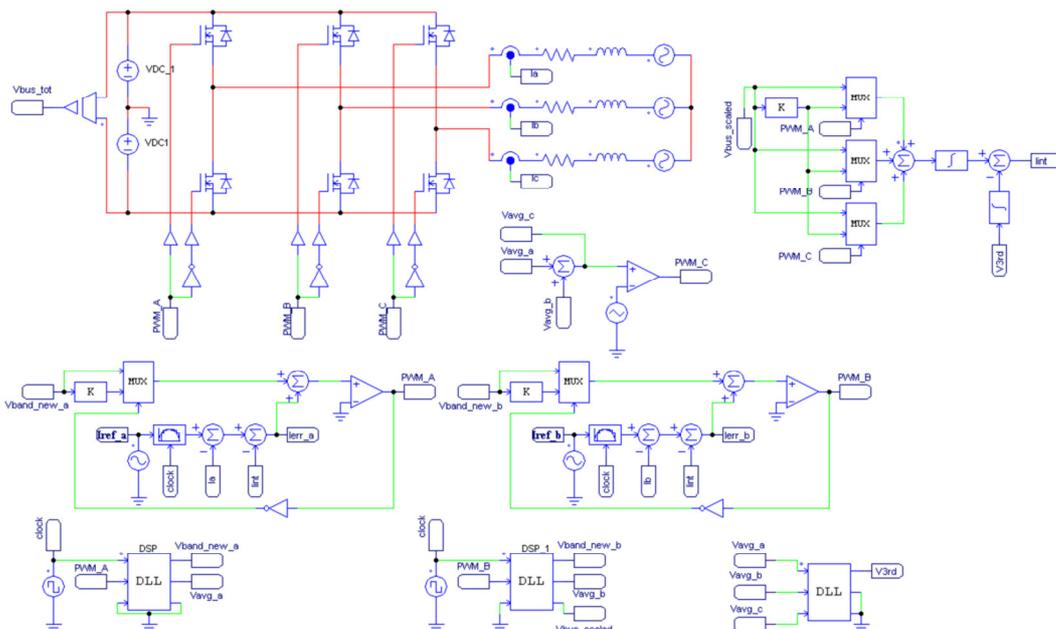 Vbus_tot
VDC_1
VDC1
Ia
Ib
Ic
PWM_A
PWM_B
PWM_C
Vbus_scaled
K
MUX
PWM_A
MUX
PWM_B
MUX
PWM_C
Iint
V3rd
Vavg_c
Vavg_a
Vavg_b
PWM_C
Vband_new_a
K
MUX
PWM_A
Iref_a
clock
Ia
Iint
Ierr_a
Vband_new_b
K
MUX
PWM_B
Iref_b
clock
Ib
Iint
Ierr_b
clock
DSP
PWM_A
DLL
Vband_new_a
Vavg_a
clock
DSP_1
PWM_B
DLL
Vband_new_b
Vavg_b
Vbus_scaled
Vavg_a
Vavg_b
Vavg_c
DLL
V3rd